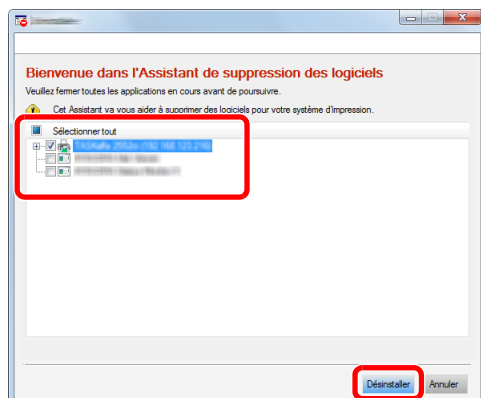 Bienvenue dans l'Assistant de suppression des logiciels
Veuillez fermer toutes les applications en cours avant de poursuivre.
Cet Assistant va vous aider à supprimer des logiciels pour votre système d'impression.
Sélectionner tout
Désinstaller Annuler